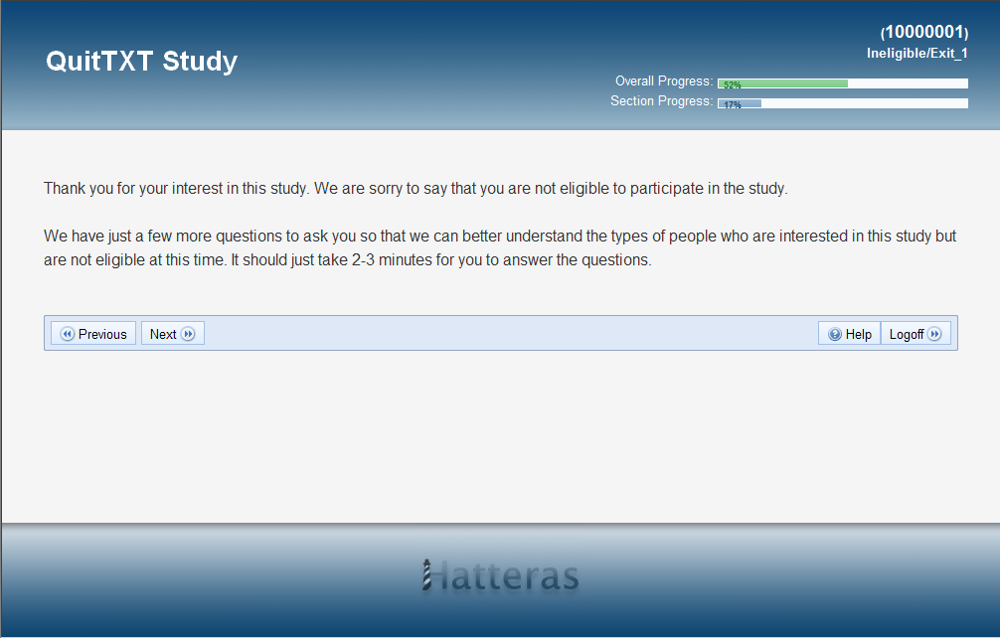 (10000001)
Ineligible/Exit_1
QuitTXT Study
Overall Progress: 52%
Section Progress: 17%
Thank you for your interest in this study. We are sorry to say that you are not eligible to participate in the study.
We have just a few more questions to ask you so that we can better understand the types of people who are interested in this study but
are not eligible at this time. It should just take 2-3 minutes for you to answer the questions.
Previous Next Help Logoff
Hatteras